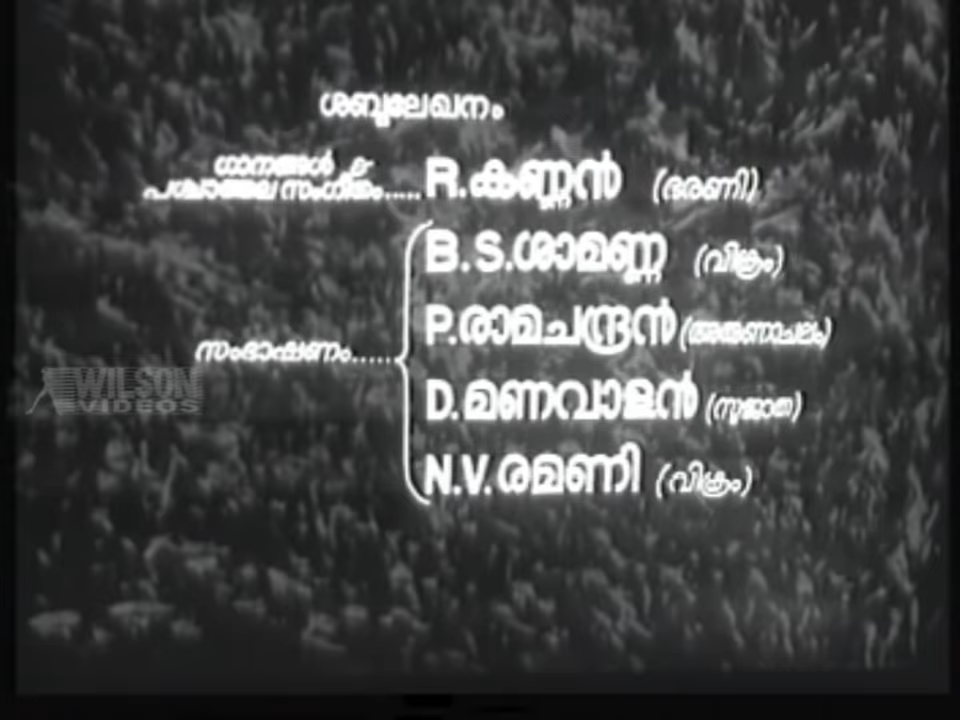 ശബ്ദലേഖനം
ഗാനങ്ങൾ &
പശ്ചാത്തല സംഗീതം..... R.കണ്ണൻ (ഭരണി)
B.S.ശാമണ്ണ (വിക്രം)
P.രാമചന്ദ്രൻ (അരുണാചലം)
സംഭാഷണം......
D.മണവാളൻ (സുജാത)
N.V.രമണി (വിക്രം)
WILSON
VIDEOS